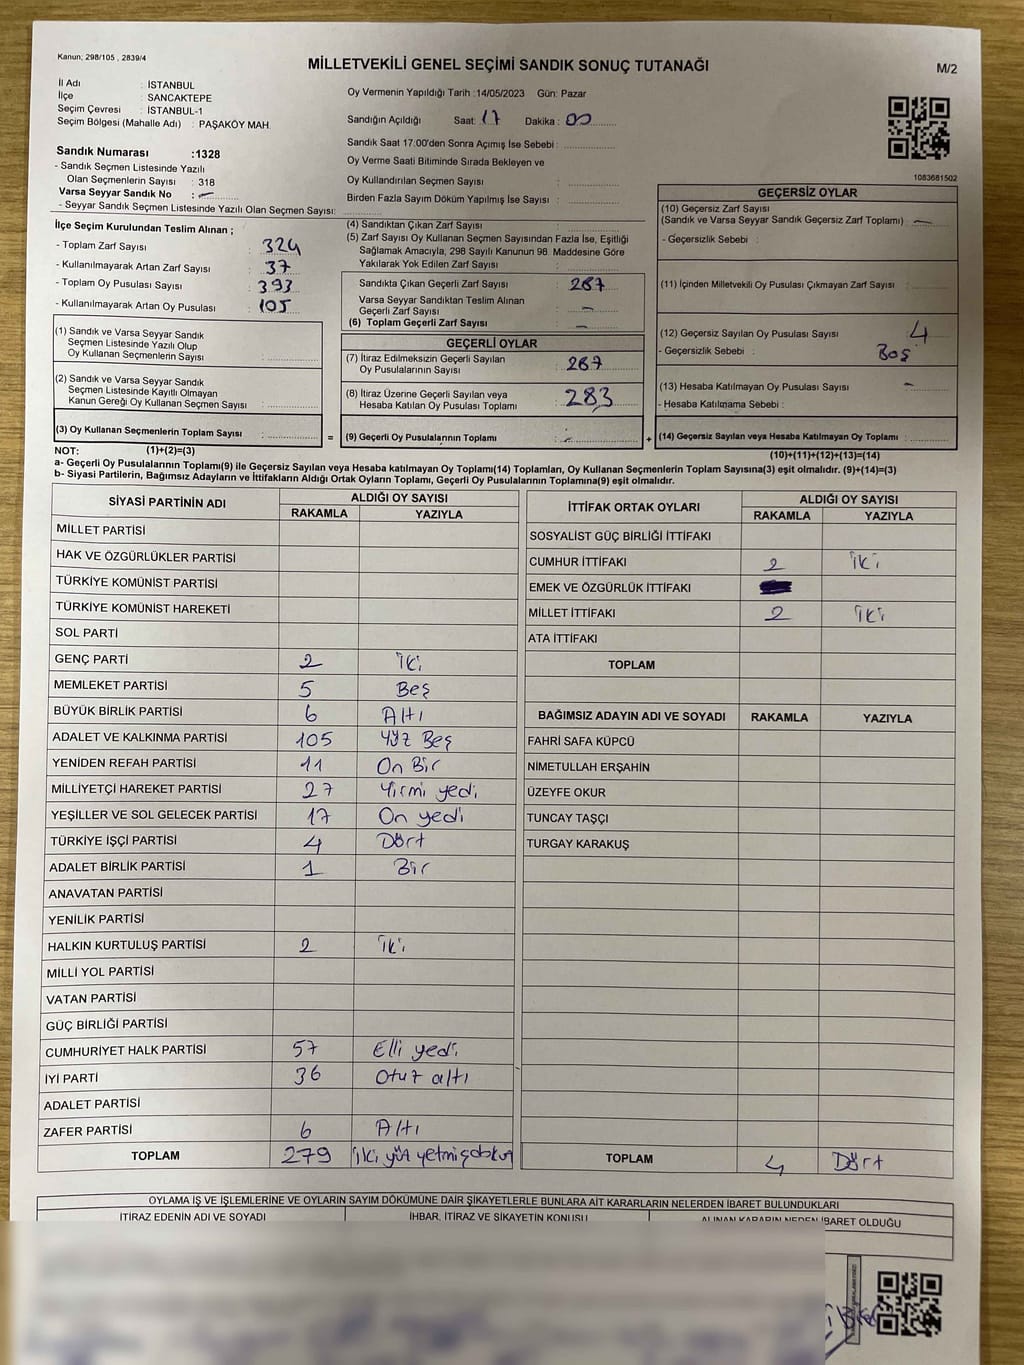 Kanun; 298/105 , 2839/4
MİLLETVEKİLİ GENEL SEÇİMİ SANDIK SONUÇ TUTANAĞI
M/2
İl Adı : İSTANBUL
İlçe : SANCAKTEPE
Seçim Çevresi : İSTANBUL-1
Seçim Bölgesi (Mahalle Adı) : PAŞAKÖY MAH.
Sandık Numarası :1328
- Sandık Seçmen Listesinde Yazılı
Olan Seçmenlerin Sayısı : 318
Varsa Seyyar Sandık No : —
- Seyyar Sandık Seçmen Listesinde Yazılı Olan Seçmen Sayısı:
Oy Vermenin Yapıldığı Tarih :14/05/2023 Gün: Pazar
Sandığın Açıldığı Saat: 17 Dakika : 00
Sandık Saat 17.00'den Sonra Açımış İse Sebebi :
Oy Verme Saati Bitiminde Sırada Bekleyen ve
Oy Kullandırılan Seçmen Sayısı :
Birden Fazla Sayım Döküm Yapılmış İse Sayısı :
1083681502
İlçe Seçim Kurulundan Teslim Alınan ;
- Toplam Zarf Sayısı : 324
- Kullanılmayarak Artan Zarf Sayısı : 37
- Toplam Oy Pusulası Sayısı : 393
- Kullanılmayarak Artan Oy Pusulası : 105
(1) Sandık ve Varsa Seyyar Sandık
Seçmen Listesinde Yazılı Olup
Oy Kullanan Seçmenlerin Sayısı :
(2) Sandık ve Varsa Seyyar Sandık
Seçmen Listesinde Kayıtlı Olmayan
Kanun Gereği Oy Kullanan Seçmen Sayısı :
(3) Oy Kullanan Seçmenlerin Toplam Sayısı :
(4) Sandıktan Çıkan Zarf Sayısı :
(5) Zarf Sayısı Oy Kullanan Seçmen Sayısından Fazla İse, Eşitliği
Sağlamak Amacıyla, 298 Sayılı Kanunun 98. Maddesine Göre
Yakılarak Yok Edilen Zarf Sayısı :
Sandıkta Çıkan Geçerli Zarf Sayısı : 287
Varsa Seyyar Sandıktan Teslim Alınan
Geçerli Zarf Sayısı : —
(6) Toplam Geçerli Zarf Sayısı : —
GEÇERLİ OYLAR
(7) İtiraz Edilmeksizin Geçerli Sayılan
Oy Pusulalarının Sayısı : 287
(8) İtiraz Üzerine Geçerli Sayılan veya
Hesaba Katılan Oy Pusulası Toplamı : 283
= (9) Geçerli Oy Pusulalarının Toplamı :
GEÇERSİZ OYLAR
(10) Geçersiz Zarf Sayısı
(Sandık ve Varsa Seyyar Sandık Geçersiz Zarf Toplamı) : —
- Geçersizlik Sebebi :
(11) İçinden Milletvekili Oy Pusulası Çıkmayan Zarf Sayısı :
(12) Geçersiz Sayılan Oy Pusulası Sayısı : 4
- Geçersizlik Sebebi : Boş
(13) Hesaba Katılmayan Oy Pusulası Sayısı : -
- Hesaba Katılmama Sebebi :
+ (14) Geçersiz Sayılan veya Hesaba Katılmayan Oy Toplamı :
NOT: (1)+(2)=(3)
(10)+(11)+(12)+(13)=(14)
a- Geçerli Oy Pusulalarının Toplamı(9) ile Geçersiz Sayılan veya Hesaba katılmayan Oy Toplamı(14) Toplamları, Oy Kullanan Seçmenlerin Toplam Sayısına(3) eşit olmalıdır. (9)+(14)=(3)
b- Siyasi Partilerin, Bağımsız Adayların ve İttifakların Aldığı Ortak Oyların Toplamı, Geçerli Oy Pusulalarının Toplamına(9) eşit olmalıdır.
SİYASİ PARTİNİN ADI ALDIĞI OY SAYISI
RAKAMLA YAZIYLA
MİLLET PARTİSİ
HAK VE ÖZGÜRLÜKLER PARTİSİ
TÜRKİYE KOMÜNİST PARTİSİ
TÜRKİYE KOMÜNİST HAREKETİ
SOL PARTİ
GENÇ PARTİ 2 iki
MEMLEKET PARTİSİ 5 Beş
BÜYÜK BİRLİK PARTİSİ 6 Altı
ADALET VE KALKINMA PARTİSİ 105 Yüz Beş
YENİDEN REFAH PARTİSİ 11 On Bir
MİLLİYETÇİ HAREKET PARTİSİ 27 Yirmi yedi
YEŞİLLER VE SOL GELECEK PARTİSİ 17 On yedi
TÜRKİYE İŞÇİ PARTİSİ 4 Dört
ADALET BİRLİK PARTİSİ 1 Bir
ANAVATAN PARTİSİ
YENİLİK PARTİSİ
HALKIN KURTULUŞ PARTİSİ 2 iki
MİLLİ YOL PARTİSİ
VATAN PARTİSİ
GÜÇ BİRLİĞİ PARTİSİ
CUMHURİYET HALK PARTİSİ 57 Elli yedi
İYİ PARTİ 36 Otuz altı
ADALET PARTİSİ
ZAFER PARTİSİ 6 Altı
TOPLAM 279 iki yüz yetmiş dokuz
İTTİFAK ORTAK OYLARI ALDIĞI OY SAYISI
RAKAMLA YAZIYLA
SOSYALİST GÜÇ BİRLİĞİ İTTİFAKI
CUMHUR İTTİFAKI 2 iki
EMEK VE ÖZGÜRLÜK İTTİFAKI
MİLLET İTTİFAKI 2 iki
ATA İTTİFAKI
TOPLAM
BAĞIMSIZ ADAYIN ADI VE SOYADI RAKAMLA YAZIYLA
FAHRİ SAFA KÜPCÜ
NİMETULLAH ERŞAHİN
ÜZEYFE OKUR
TUNCAY TAŞÇI
TURGAY KARAKUŞ
TOPLAM 4 Dört
OYLAMA İŞ VE İŞLEMLERİNE VE OYLARIN SAYIM DÖKÜMÜNE DAİR ŞİKAYETLERLE BUNLARA AİT KARARLARIN NELERDEN İBARET BULUNDUKLARI
İTİRAZ EDENİN ADI VE SOYADI İHBAR, İTİRAZ VE ŞİKAYETİN KONUSU ALINAN KARARIN NEDEN İBARET OLDUĞU